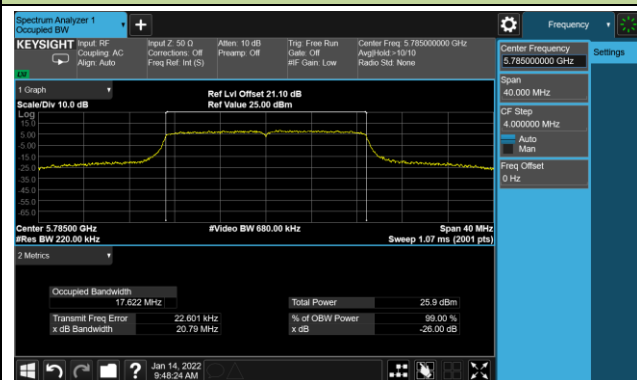 Spectrum Analyzer 1
Occupied BW
Frequency
KEYSIGHT
Input: RF
Coupling: AC
Align: Auto
Input Z: 50 Ω
Corrections: Off
Freq Ref: Int (S)
Atten: 10 dB
Preamp: Off
Trig: Free Run
Gate: Off
#IF Gain: Low
Center Freq: 5.785000000 GHz
Avg|Hold:>10/10
Radio Std: None
1 Graph
Scale/Div 10.0 dB
Ref Lvl Offset 21.10 dB
Ref Value 25.00 dBm
Log
15.0
5.00
-5.00
-15.0
-25.0
-35.0
-45.0
-55.0
-65.0
Center 5.78500 GHz
#Res BW 220.00 kHz
#Video BW 680.00 kHz
Span 40 MHz
Sweep 1.07 ms (2001 pts)
2 Metrics
Occupied Bandwidth
17.622 MHz
Total Power 25.9 dBm
Transmit Freq Error 22.601 kHz
% of OBW Power 99.00 %
x dB Bandwidth 20.79 MHz
x dB -26.00 dB
Jan 14, 2022
9:48:24 AM
Center Frequency
5.785000000 GHz
Settings
Span
40.000 MHz
CF Step
4.000000 MHz
Auto
Man
Freq Offset
0 Hz